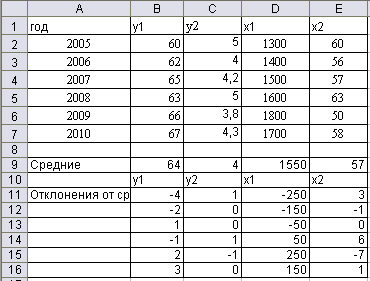 A B C D E
1 год y1 y2 x1 x2
2 2005 60 5 1300 60
3 2006 62 4 1400 56
4 2007 65 4,2 1500 57
5 2008 63 5 1600 63
6 2009 66 3,8 1800 50
7 2010 67 4,3 1700 58
8
9 Средние 64 4 1550 57
10 y1 y2 x1 x2
11 Отклонения от ср -4 1 -250 3
12 -2 0 -150 -1
13 1 0 -50 0
14 -1 1 50 6
15 2 -1 250 -7
16 3 0 150 1